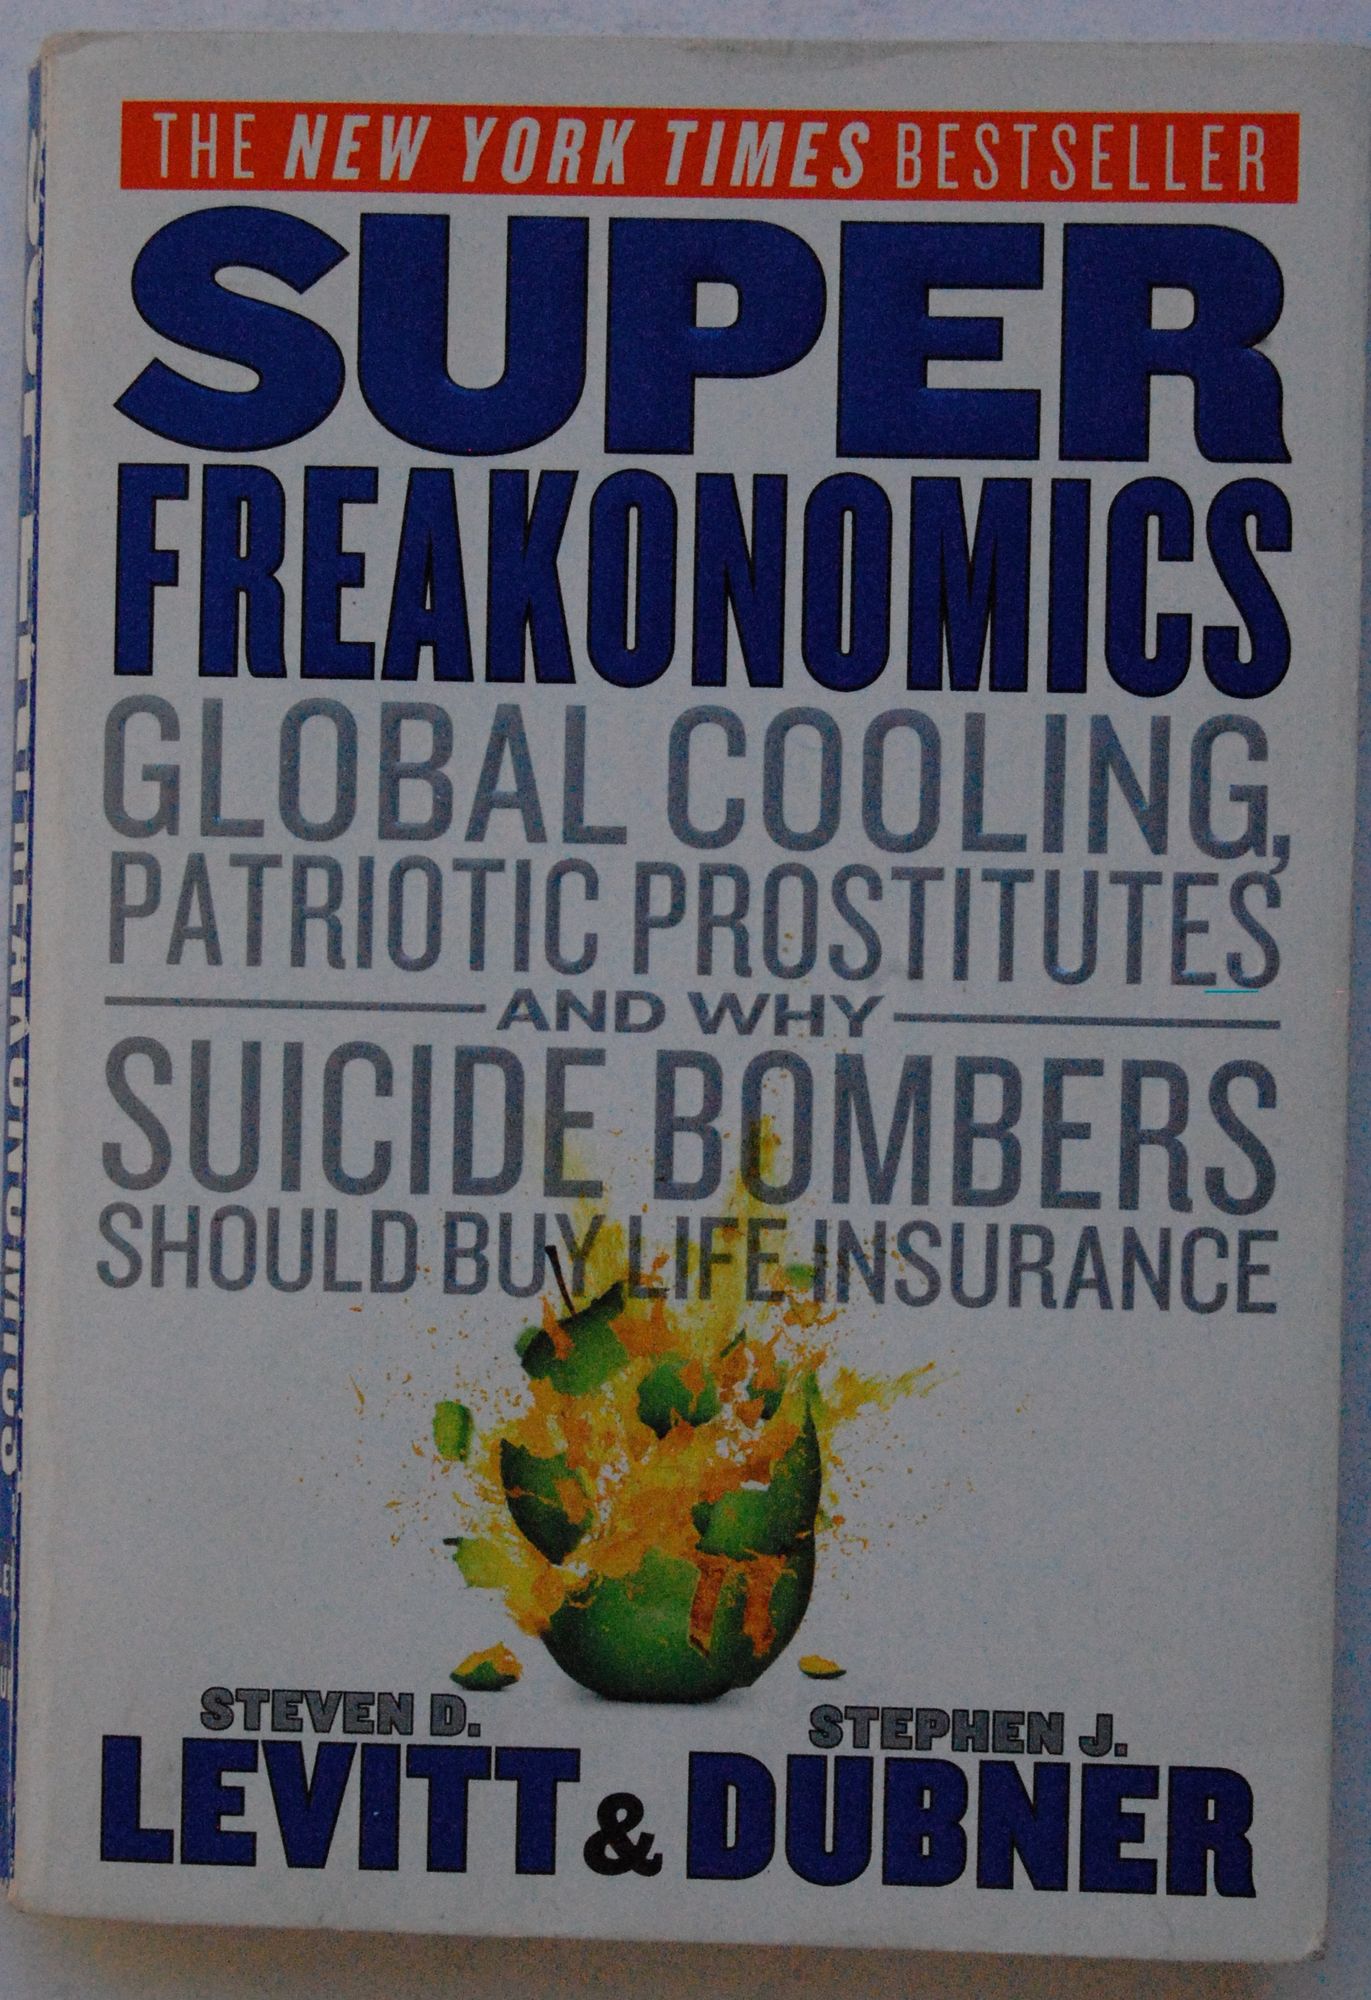 THE NEW YORK TIMES BESTSELLER
SUPER
FREAKONOMICS
GLOBAL COOLING,
PATRIOTIC PROSTITUTES
AND WHY
SUICIDE BOMBERS
SHOULD BUY LIFE INSURANCE
STEVEN D.
LEVITT &
STEPHEN J.
DUBNER